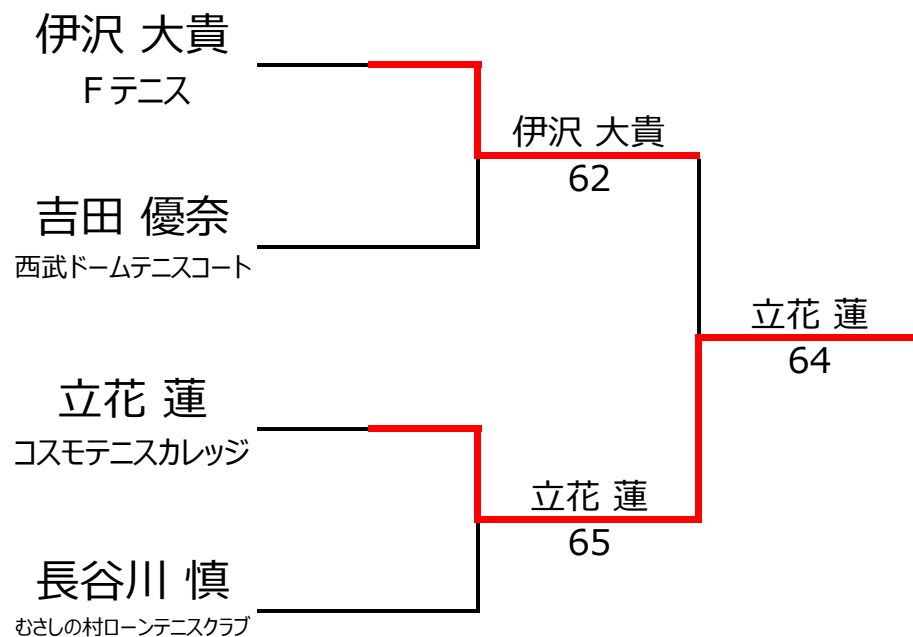 伊沢 大貴
Fテニス
伊沢 大貴
62
吉田 優奈
西武ドームテニスコート
立花 蓮
64
立花 蓮
コスモテニスカレッジ
立花 蓮
65
長谷川 慎
むさしの村ローンテニスクラブ